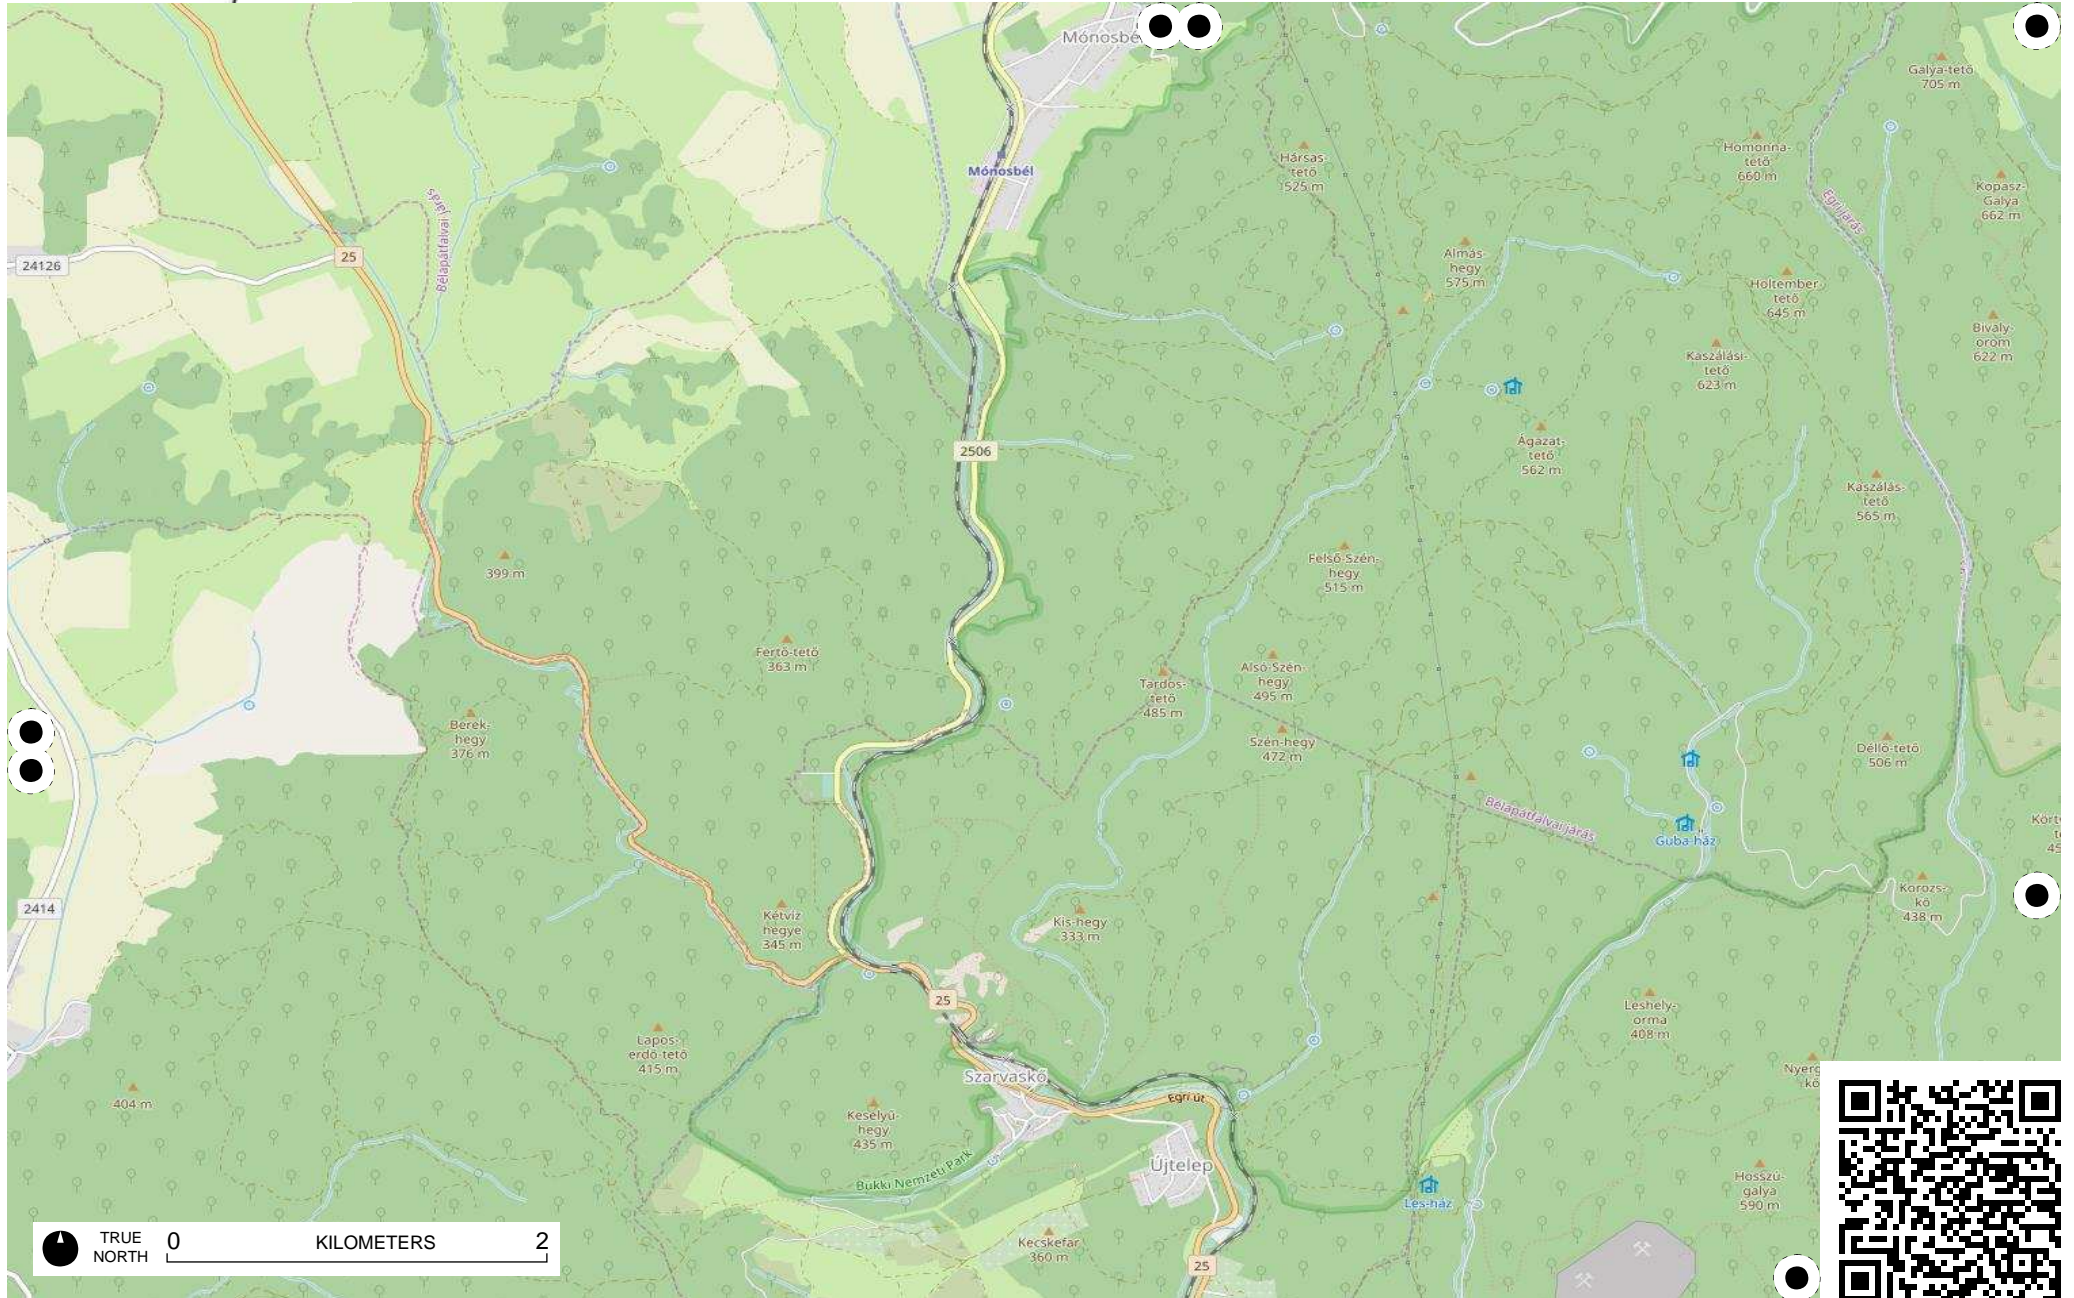 Mónosbé
Galya-tető
705 m
Hársas-
tető
525 m
Homonna-
tető
660 m
Mónosbél
Kopasz-
Galya
662 m
Bélapátfalvai járás
Egri járás
25
24126
Almás-
hegy
575 m
Holtember-
tető
645 m
Bivaly-
orom
622 m
Kaszálási-
tető
623 m
2506
Ágazat-
tető
562 m
Kaszálás-
tető
565 m
399 m
Felső-Szén-
hegy
515 m
Fertő-tető
363 m
Tardos-
tető
485 m
Alsó-Szén-
hegy
495 m
Berek-
hegy
376 m
Szén-hegy
472 m
Déllő-tető
506 m
Bélapátfalvai járás
Guba-ház
2414
Kétvíz
hegye
345 m
Kis-hegy
333 m
Korozs-
kő
438 m
25
Leshely-
orma
408 m
Lapos-
erdő-tető
415 m
Szarvaskő
Nyerg
kő
404 m
Egri út
Keselyű-
hegy
435 m
Újtelep
Bükki Nemzeti Park
Les-ház
Hosszú-
galya
590 m
Kecskefar
360 m
25
TRUE
NORTH
0 KILOMETERS 2